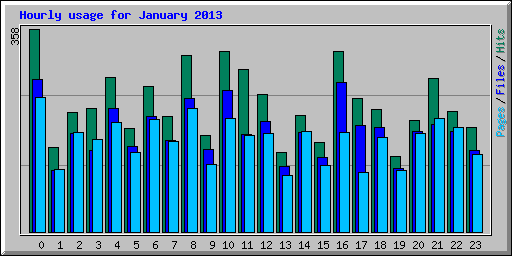 Hourly usage for January 2013
358
Pages / Files / Hits
0 1 2 3 4 5 6 7 8 9 10 11 12 13 14 15 16 17 18 19 20 21 22 23